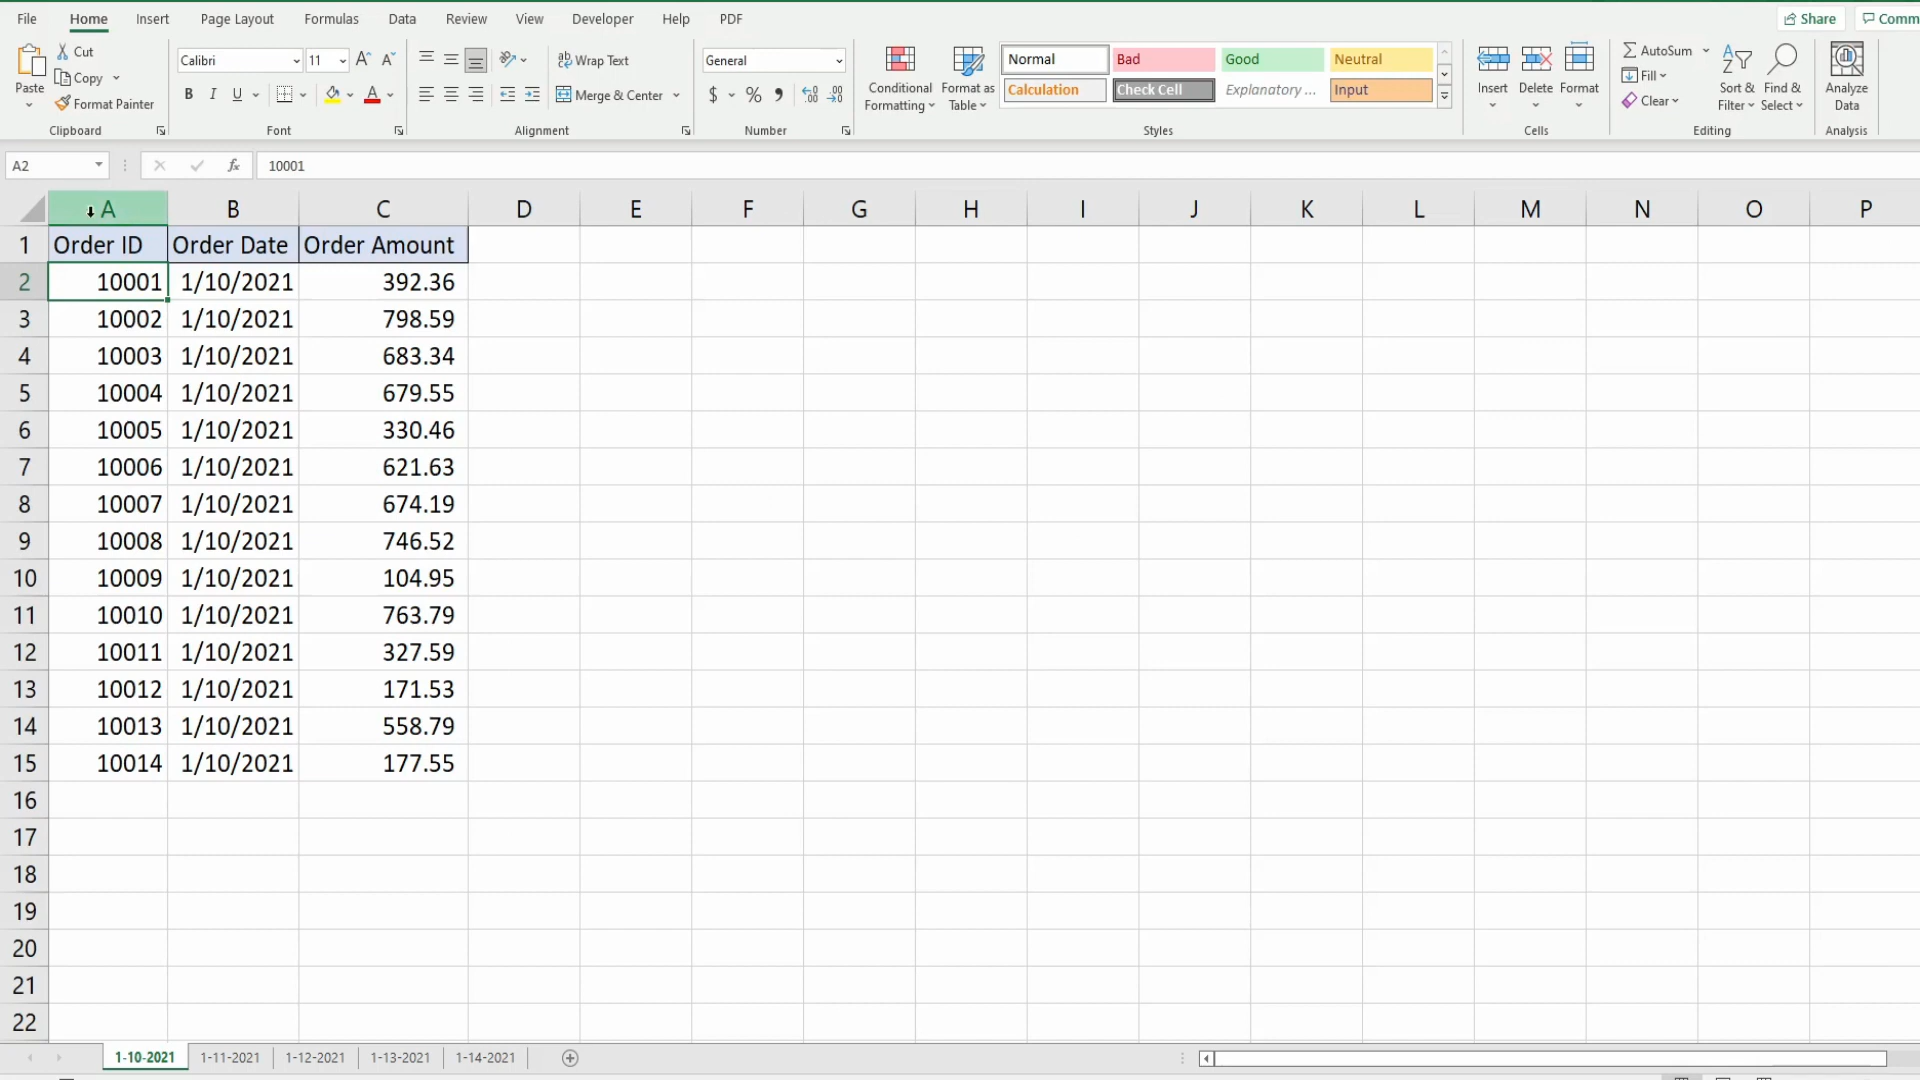 File Home Insert Page Layout Formulas Data Review View Developer Help PDF Share Comm
Cut
Copy
Format Painter
Paste
Clipboard
Calibri 11
B I U
Font
Wrap Text
Merge & Center
Alignment
General
$ % ,
Number
Conditional Formatting
Format as Table
Normal Bad Good Neutral
Calculation Check Cell Explanatory ... Input
Styles
Insert Delete Format
Cells
AutoSum
Fill
Clear
Sort & Filter
Find & Select
Editing
Analyze Data
Analysis
A2 fx 10001
A B C D E F G H I J K L M N O P
1 Order ID Order Date Order Amount
2 10001 1/10/2021 392.36
3 10002 1/10/2021 798.59
4 10003 1/10/2021 683.34
5 10004 1/10/2021 679.55
6 10005 1/10/2021 330.46
7 10006 1/10/2021 621.63
8 10007 1/10/2021 674.19
9 10008 1/10/2021 746.52
10 10009 1/10/2021 104.95
11 10010 1/10/2021 763.79
12 10011 1/10/2021 327.59
13 10012 1/10/2021 171.53
14 10013 1/10/2021 558.79
15 10014 1/10/2021 177.55
16
17
18
19
20
21
22
1-10-2021 1-11-2021 1-12-2021 1-13-2021 1-14-2021